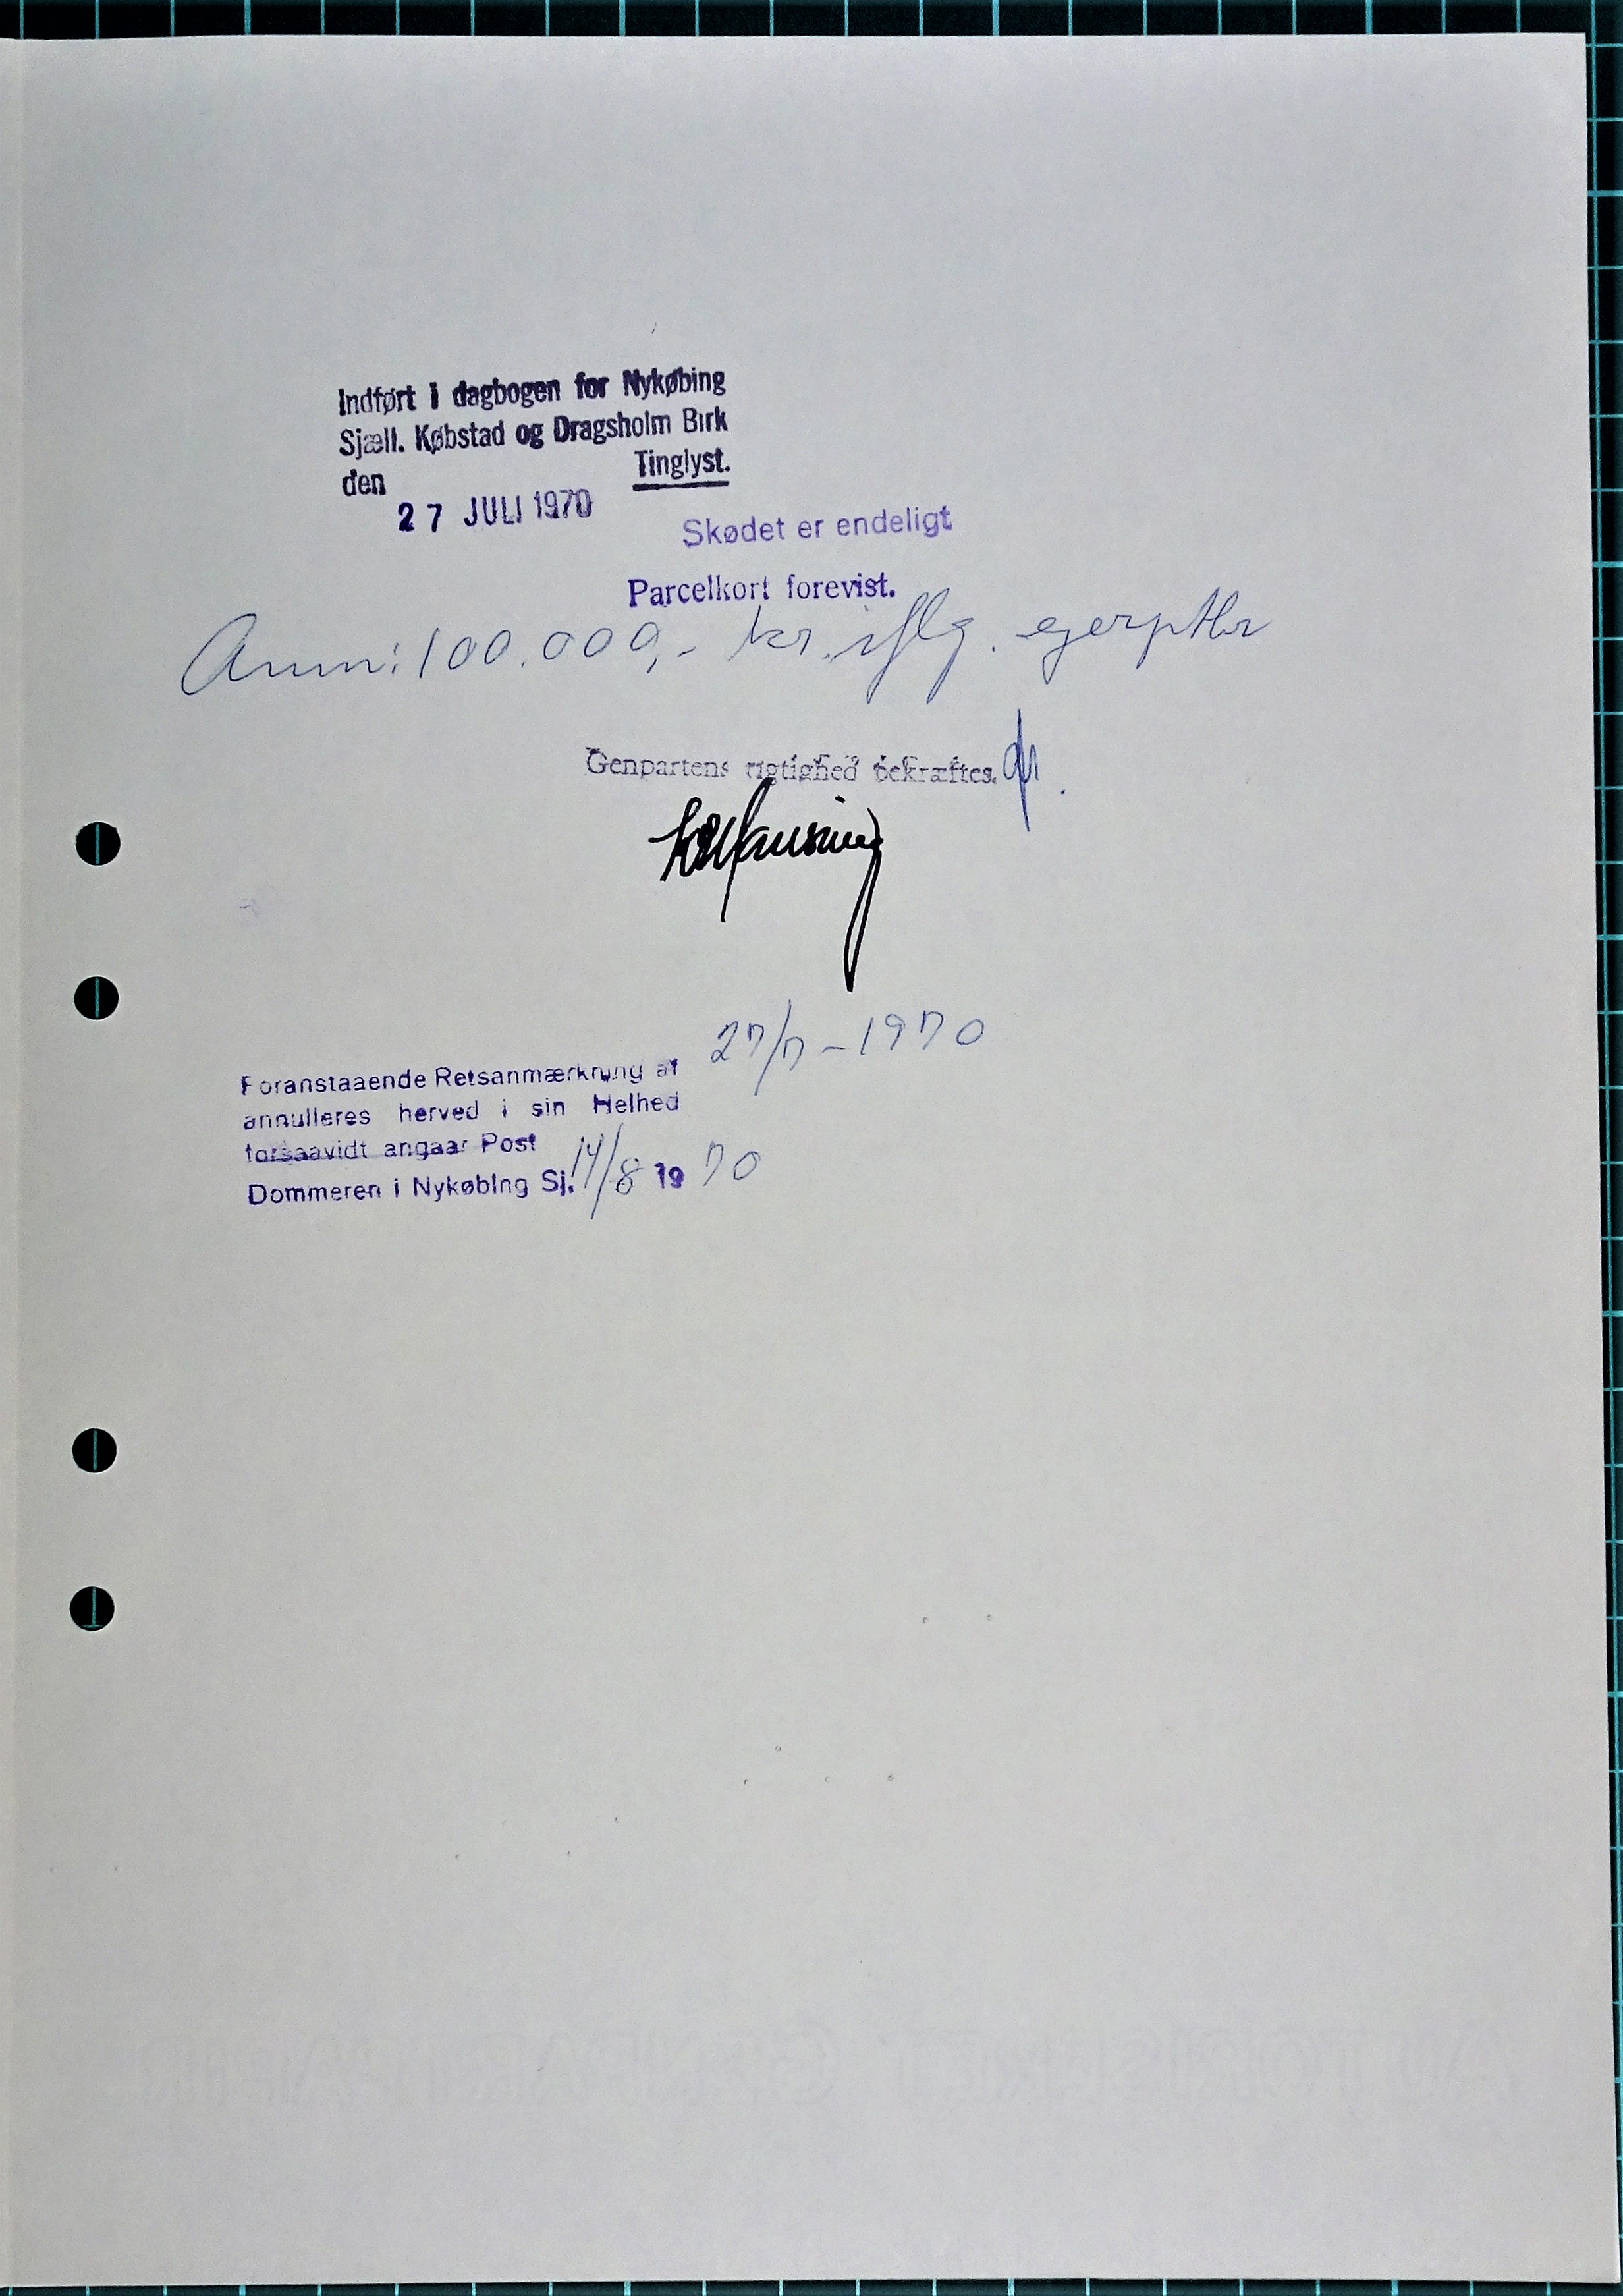 Indført i dagbogen for Nykøbing
Sjæll. Købstad og Dragsholm Birk
den Tinglyst.
27 JULI 1970
Skødet er endeligt
Parcelkort forevist.
Anm: 100.000,- kr. iflg. ejerptbr
Genpartens rigtighed bekræftes.
27/7-1970
Foranstaaende Retsanmærkning af
annulleres herved i sin Helhed
forsaavidt angaar Post
Dommeren i Nykøbing Sj. 14/8 1970